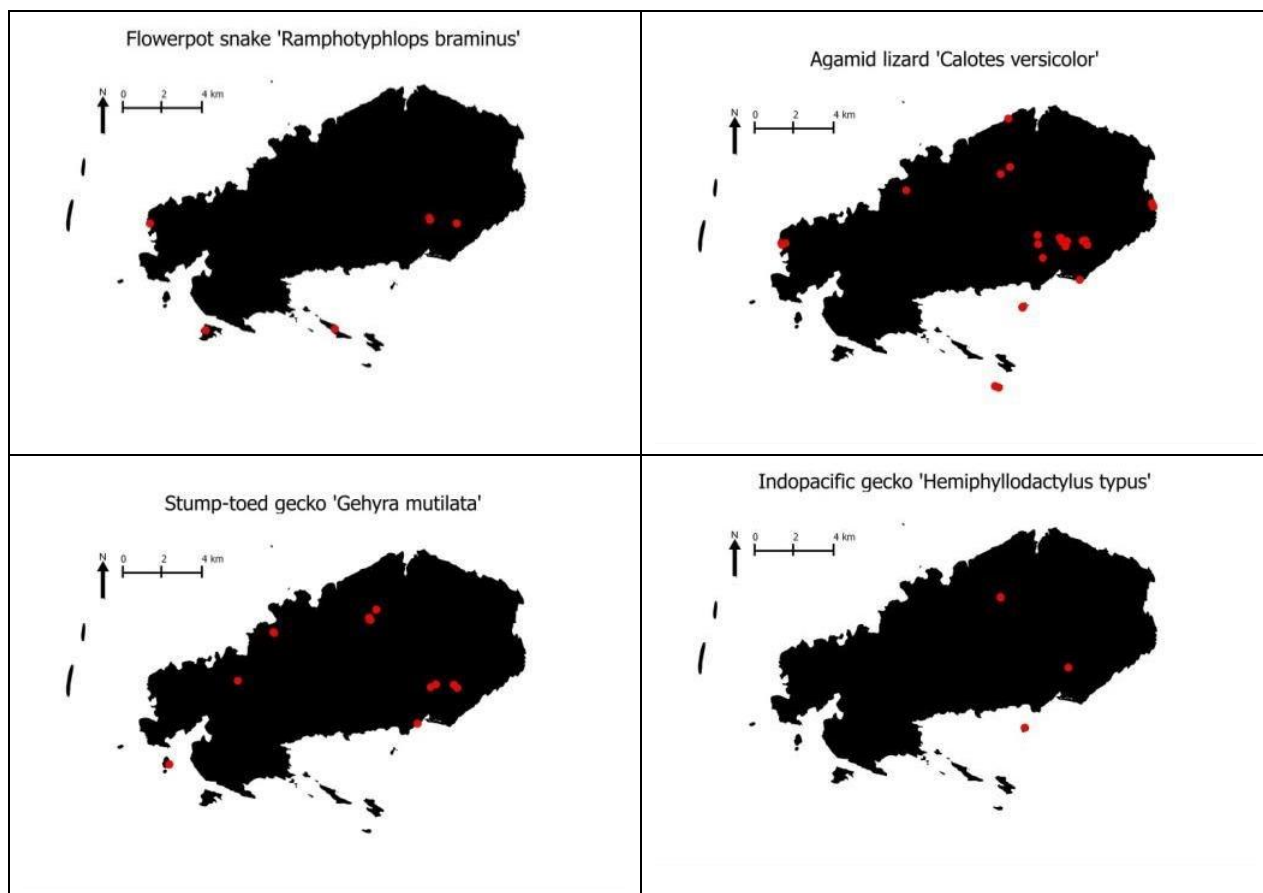 Flowerpot snake 'Ramphotyphlops braminus'
N
0 2 4 km
Agamid lizard 'Calotes versicolor'
N
0 2 4 km
Stump-toed gecko 'Gehyra mutilata'
N
0 2 4 km
Indopacific gecko 'Hemiphyllodactylus typus'
N
0 2 4 km